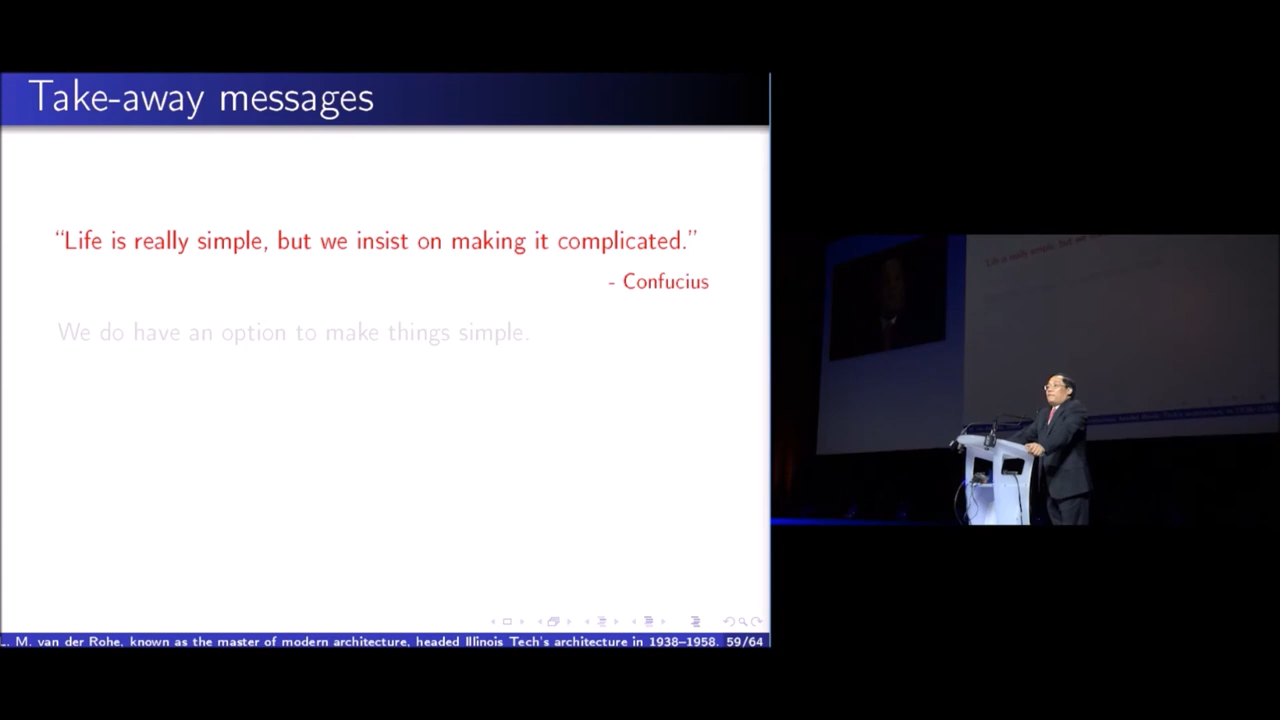 Take-away messages
“Life is really simple, but we insist on making it complicated.”
- Confucius
We do have an option to make things simple.
. M. van der Rohe, known as the master of modern architecture, headed Illinois Tech's architecture in 1938–1958. 59/64